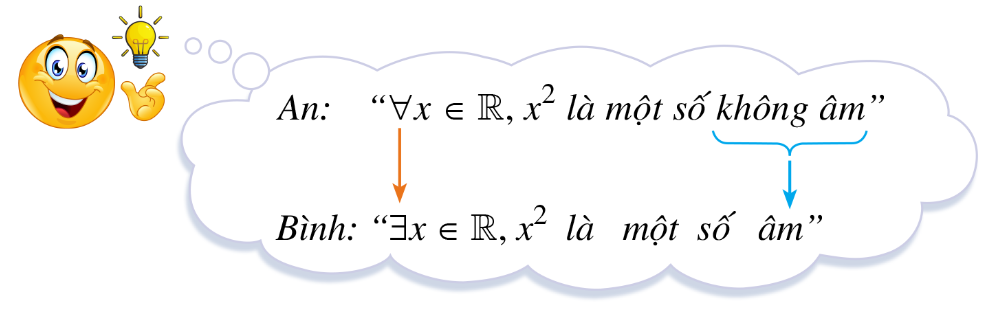 An: “∀x ∈ ℝ, x² là một số không âm”
Bình: “∃x ∈ ℝ, x² là một số âm”